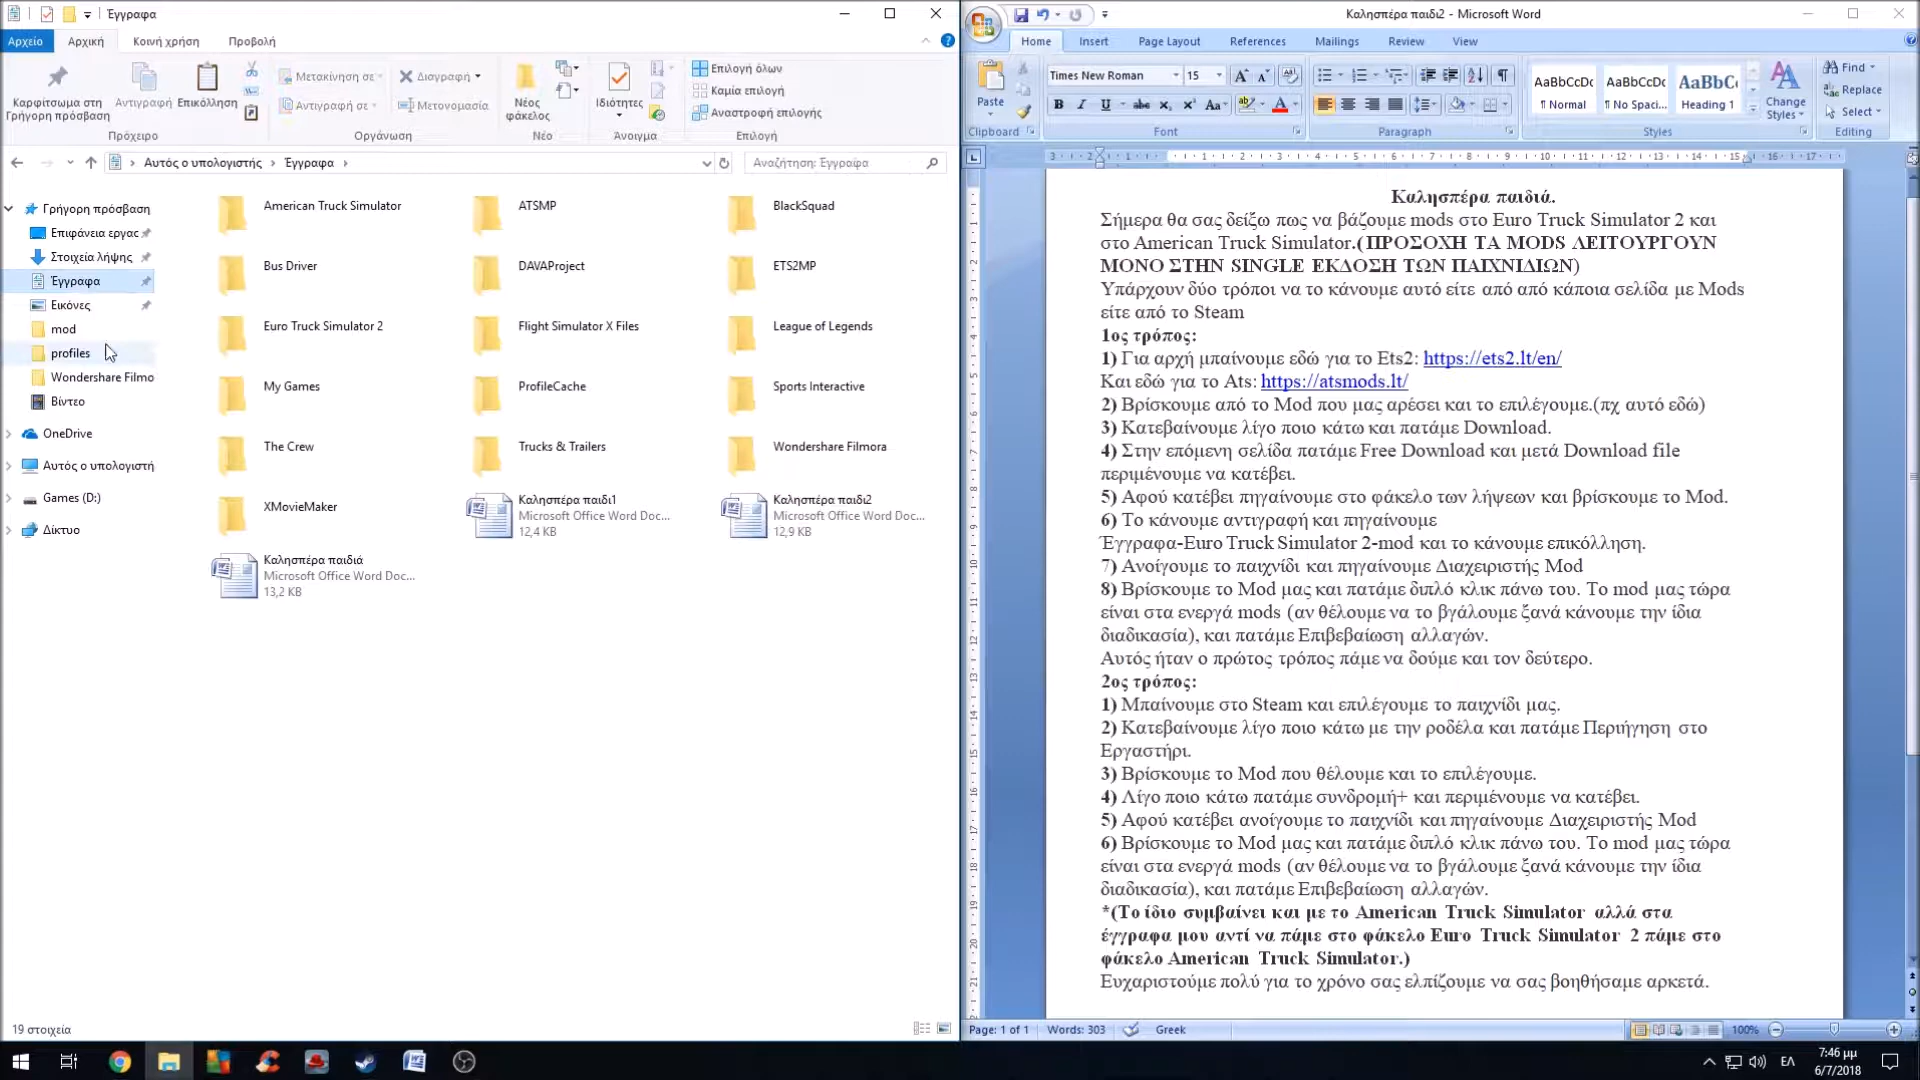 Έγγραφα
Αρχείο
Αρχική
Κοινή χρήση
Προβολή
Καρφίτσωμα στη
Γρήγορη πρόσβαση
Αντιγραφή
Επικόλληση
Μετακίνηση σε
Αντιγραφή σε
Διαγραφή
Μετονομασία
Νέος
φάκελος
Ιδιότητες
Επιλογή όλων
Καμία επιλογή
Αναστροφή επιλογής
Πρόχειρο
Οργάνωση
Νέο
Άνοιγμα
Επιλογή
Αυτός ο υπολογιστής
Έγγραφα
Αναζήτηση: Έγγραφα
Γρήγορη πρόσβαση
Επιφάνεια εργασ
Στοιχεία λήψης
Έγγραφα
Εικόνες
mod
profiles
Wondershare Filmo
Βίντεο
OneDrive
Αυτός ο υπολογιστή
Games (D:)
Δίκτυο
American Truck Simulator
ATSMP
BlackSquad
Bus Driver
DAVAProject
ETS2MP
Euro Truck Simulator 2
Flight Simulator X Files
League of Legends
My Games
ProfileCache
Sports Interactive
The Crew
Trucks & Trailers
Wondershare Filmora
XMovieMaker
Καλησπέρα παιδι1
Microsoft Office Word Doc...
12,4 KB
Καλησπέρα παιδι2
Microsoft Office Word Doc...
12,9 KB
Καλησπέρα παιδιά
Microsoft Office Word Doc...
13,2 KB
19 στοιχεία
Καλησπέρα παιδι2 - Microsoft Word
Home
Insert
Page Layout
References
Mailings
Review
View
Paste
Clipboard
Times New Roman
15
Font
Paragraph
AaBbCcDc
¶ Normal
AaBbCcDc
¶ No Spaci...
AaBbCc
Heading 1
Change
Styles
Styles
Find
Replace
Select
Editing
Καλησπέρα παιδιά.
Σήμερα θα σας δείξω πως να βάζουμε mods στο Euro Truck Simulator 2 και
στο American Truck Simulator.(ΠΡΟΣΟΧΗ ΤΑ MODS ΛΕΙΤΟΥΡΓΟΥΝ
ΜΟΝΟ ΣΤΗΝ SINGLE ΕΚΔΟΣΗ ΤΩΝ ΠΑΙΧΝΙΔΙΩΝ)
Υπάρχουν δύο τρόποι να το κάνουμε αυτό είτε από από κάποια σελίδα με Mods
είτε από το Steam
1ος τρόπος:
1) Για αρχή μπαίνουμε εδώ για το Ets2: https://ets2.lt/en/
Και εδώ για το Ats: https://atsmods.lt/
2) Βρίσκουμε από το Mod που μας αρέσει και το επιλέγουμε.(πχ αυτό εδώ)
3) Κατεβαίνουμε λίγο ποιο κάτω και πατάμε Download.
4) Στην επόμενη σελίδα πατάμε Free Download και μετά Download file
περιμένουμε να κατέβει.
5) Αφού κατέβει πηγαίνουμε στο φάκελο των λήψεων και βρίσκουμε το Mod.
6) Το κάνουμε αντιγραφή και πηγαίνουμε
Έγγραφα-Euro Truck Simulator 2-mod και το κάνουμε επικόλληση.
7) Ανοίγουμε το παιχνίδι και πηγαίνουμε Διαχειριστής Mod
8) Βρίσκουμε το Mod μας και πατάμε διπλό κλικ πάνω του. Το mod μας τώρα
είναι στα ενεργά mods (αν θέλουμε να το βγάλουμε ξανά κάνουμε την ίδια
διαδικασία), και πατάμε Επιβεβαίωση αλλαγών.
Αυτός ήταν ο πρώτος τρόπος πάμε να δούμε και τον δεύτερο.
2ος τρόπος:
1) Μπαίνουμε στο Steam και επιλέγουμε το παιχνίδι μας.
2) Κατεβαίνουμε λίγο ποιο κάτω με την ροδέλα και πατάμε Περιήγηση στο
Εργαστήρι.
3) Βρίσκουμε το Mod που θέλουμε και το επιλέγουμε.
4) Λίγο ποιο κάτω πατάμε συνδρομή+ και περιμένουμε να κατέβει.
5) Αφού κατέβει ανοίγουμε το παιχνίδι και πηγαίνουμε Διαχειριστής Mod
6) Βρίσκουμε το Mod μας και πατάμε διπλό κλικ πάνω του. Το mod μας τώρα
είναι στα ενεργά mods (αν θέλουμε να το βγάλουμε ξανά κάνουμε την ίδια
διαδικασία), και πατάμε Επιβεβαίωση αλλαγών.
*(Το ίδιο συμβαίνει και με το American Truck Simulator αλλά στα
έγγραφα μου αντί να πάμε στο φάκελο Euro Truck Simulator 2 πάμε στο
φάκελο American Truck Simulator.)
Ευχαριστούμε πολύ για το χρόνο σας ελπίζουμε να σας βοηθήσαμε αρκετά.
Page: 1 of 1
Words: 303
Greek
100%
ΕΛ
7:46 μμ
6/7/2018